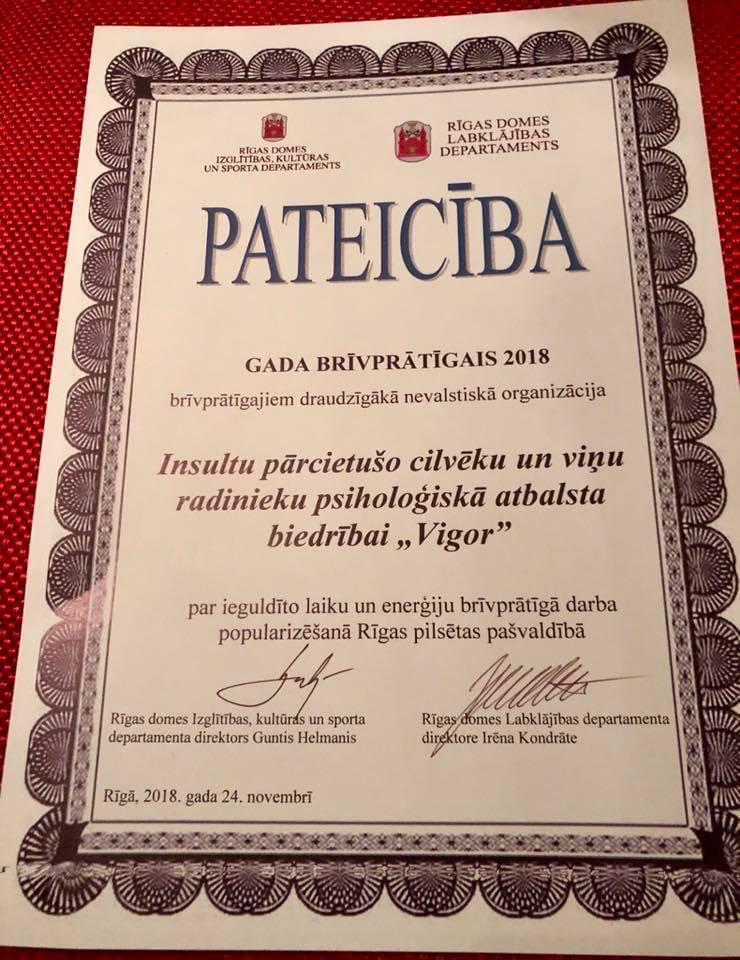 RĪGAS DOMES
IZGLĪTĪBAS, KULTŪRAS
UN SPORTA DEPARTAMENTS
RĪGAS DOMES
LABKLĀJĪBAS
DEPARTAMENTS
PATEICĪBA
GADA BRĪVPRĀTĪGAIS 2018
brīvprātīgajiem draudzīgākā nevalstiskā organizācija
Insultu pārcietušo cilvēku un viņu
radinieku psiholoģiskā atbalsta
biedrībai „Vigor”
par ieguldīto laiku un enerģiju brīvprātīgā darba
popularizēšanā Rīgas pilsētas pašvaldībā
Rīgas domes Izglītības, kultūras un sporta
departamenta direktors Guntis Helmanis
Rīgas domes Labklājības departamenta
direktore Irēna Kondrāte
Rīgā, 2018. gada 24. novembrī